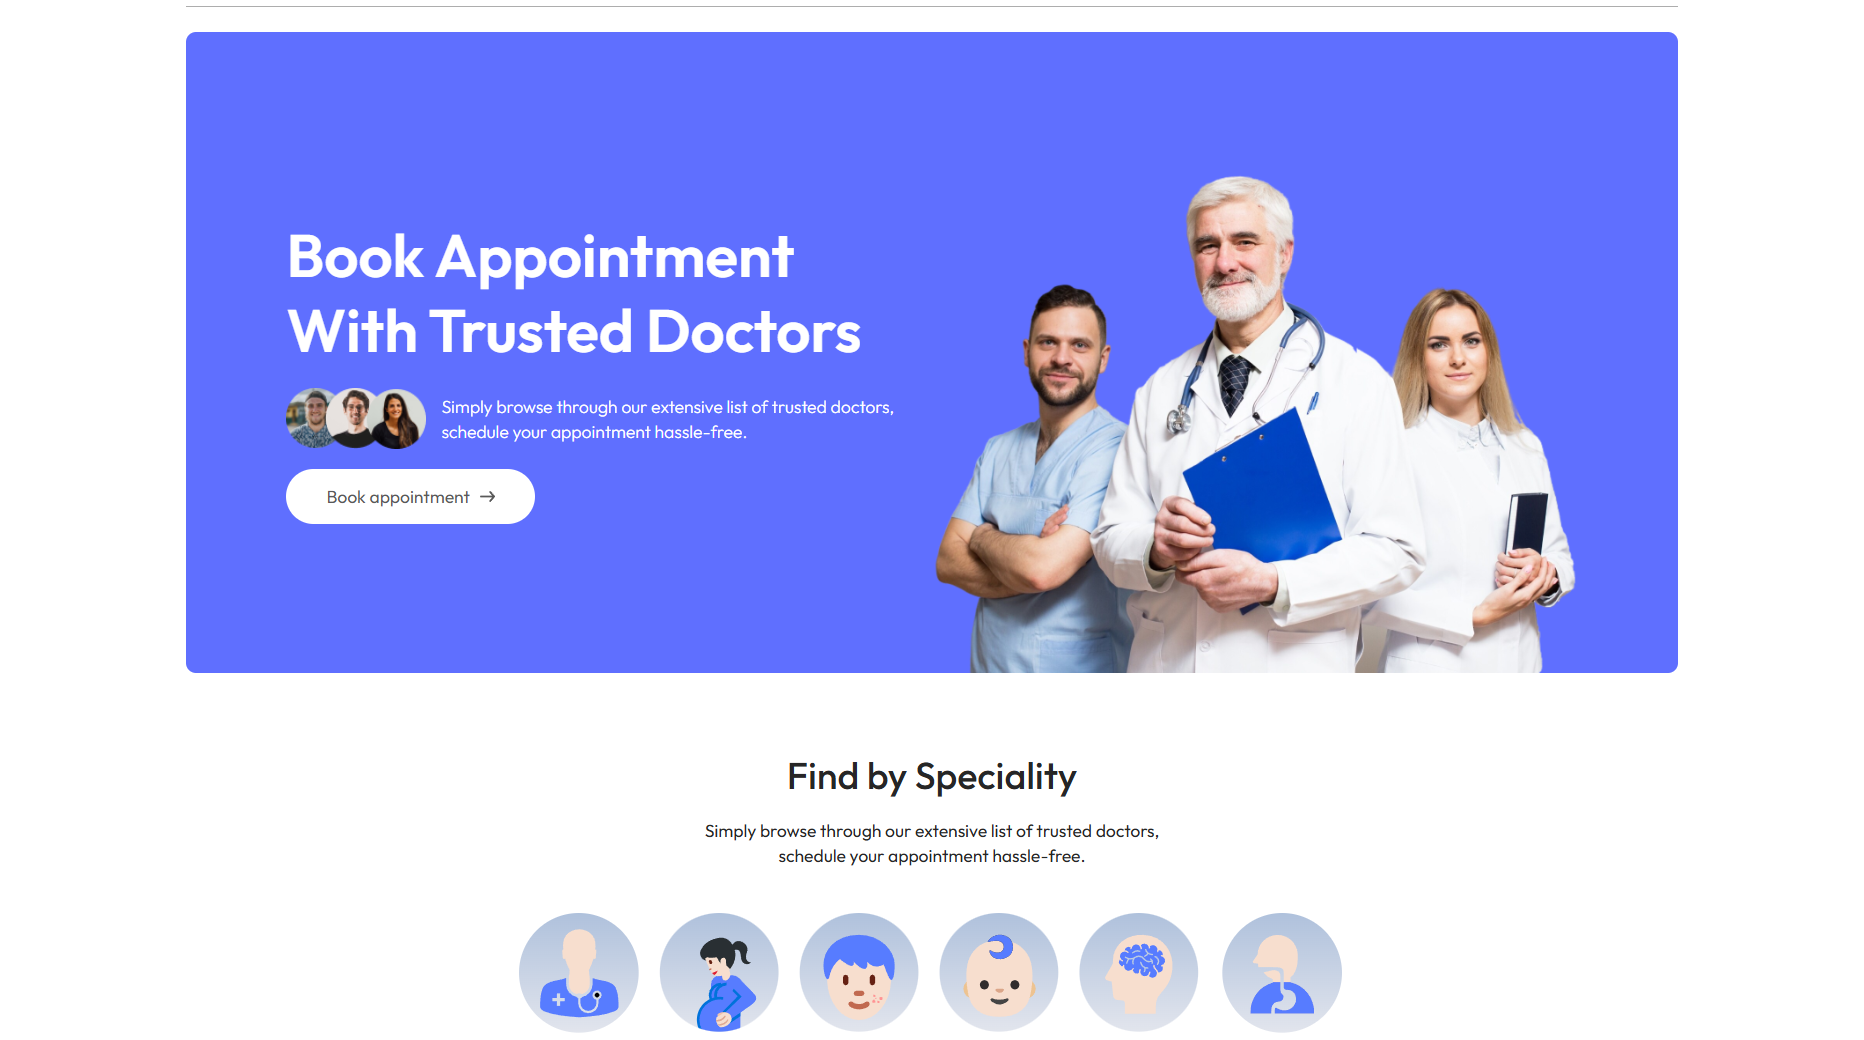 Book Appointment
With Trusted Doctors
Simply browse through our extensive list of trusted doctors,
schedule your appointment hassle-free.
Book appointment →
Find by Speciality
Simply browse through our extensive list of trusted doctors,
schedule your appointment hassle-free.